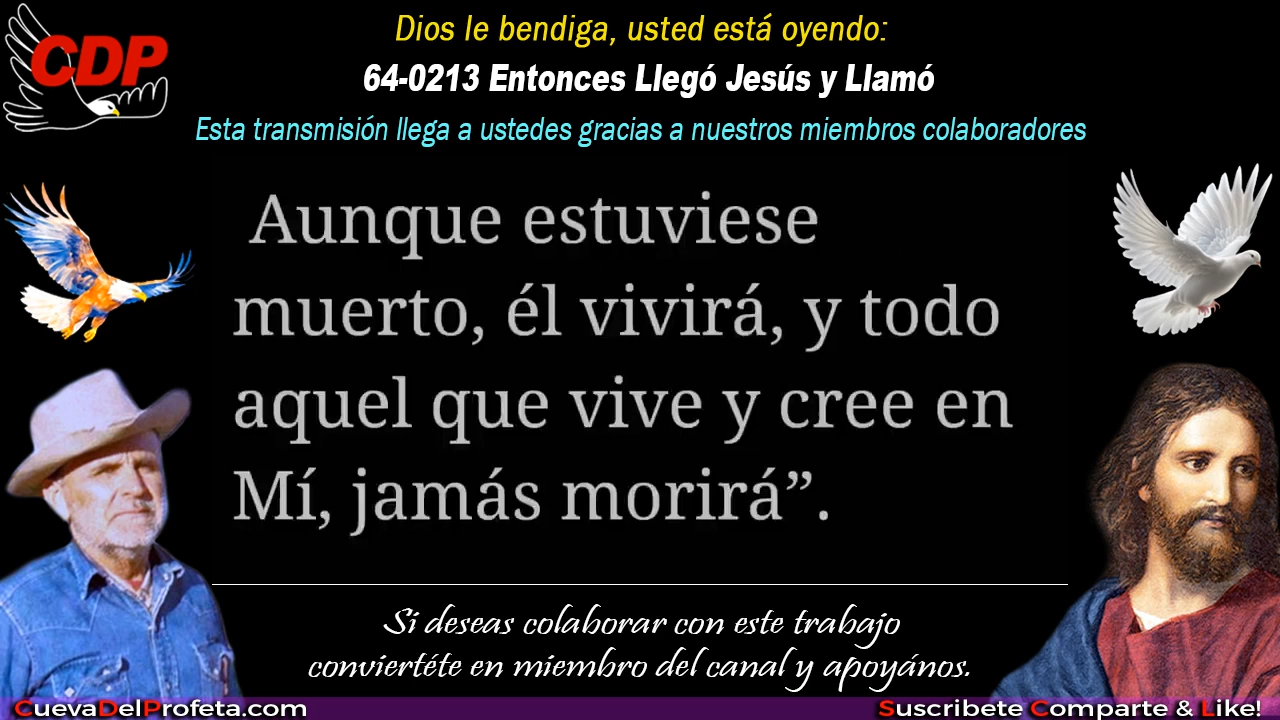 CDP
Dios le bendiga, usted está oyendo:
64-0213 Entonces Llegó Jesús y Llamó
Esta transmisión llega a ustedes gracias a nuestros miembros colaboradores
Aunque estuviese
muerto, él vivirá, y todo
aquel que vive y cree en
Mí, jamás morirá”.
Si deseas colaborar con este trabajo
conviertéte en miembro del canal y apoyános.
CuevaDelProfeta.com
Suscribete Comparte & Like!